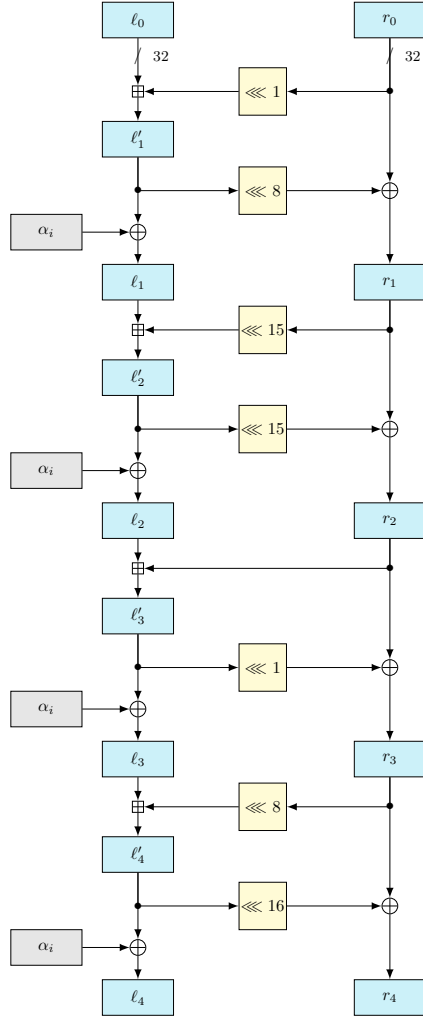 ℓ₀ r₀
32 32
⋘ 1
ℓ′₁
⋘ 8
αᵢ
ℓ₁ r₁
⋘ 15
ℓ′₂
⋘ 15
αᵢ
ℓ₂ r₂
ℓ′₃
⋘ 1
αᵢ
ℓ₃ r₃
⋘ 8
ℓ′₄
⋘ 16
αᵢ
ℓ₄ r₄